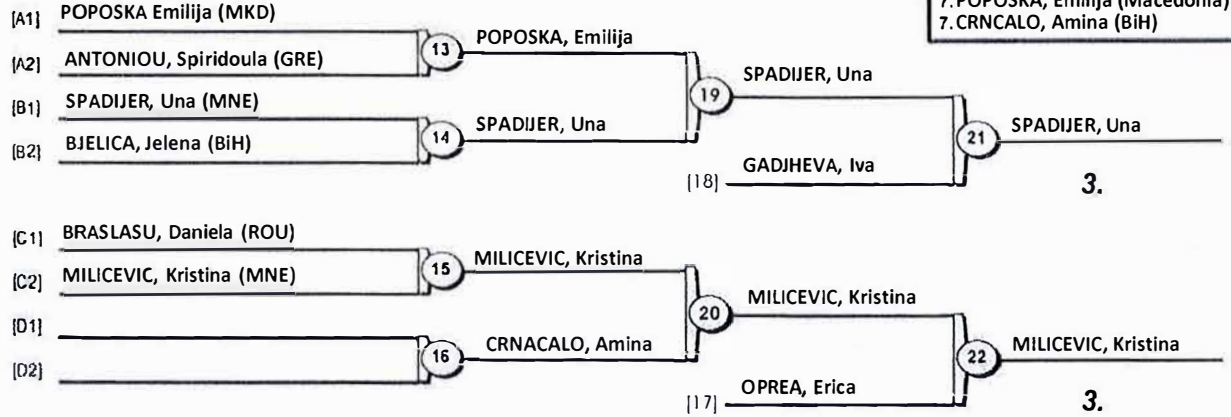 7. POPOSKA, Emilija (Macedonia)
7. CRNCALO, Amina (BiH)
[A1] POPOSKA Emilija (MKD)
13 POPOSKA, Emilija
[A2] ANTONIOU, Spiridoula (GRE)
19 SPADIJER, Una
[B1] SPADIJER, Una (MNE)
14 SPADIJER, Una
[B2] BJELICA, Jelena (BiH)
21 SPADIJER, Una
[18] GADJHEVA, Iva
3.
[C1] BRASLASU, Daniela (ROU)
15 MILICEVIC, Kristina
[C2] MILICEVIC, Kristina (MNE)
20 MILICEVIC, Kristina
[D1]
16 CRNACALO, Amina
[D2]
22 MILICEVIC, Kristina
[17] OPREA, Erica
3.